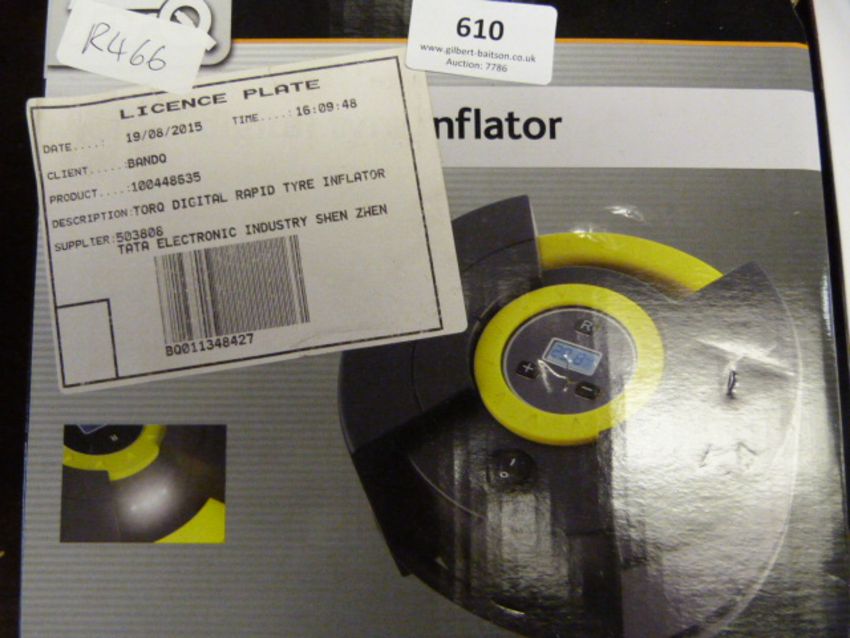 R466
610
www.gilbert-baitson.co.uk
Auction: 7786
nflator
LICENCE PLATE
DATE....: 19/08/2015 TIME....: 16:09:48
CLIENT.....:BANDQ
PRODUCT....:100448635
DESCRIPTION:TORQ DIGITAL RAPID TYRE INFLATOR
SUPPLIER:503806
TATA ELECTRONIC INDUSTRY SHEN ZHEN
BQ011348427
R
+
-